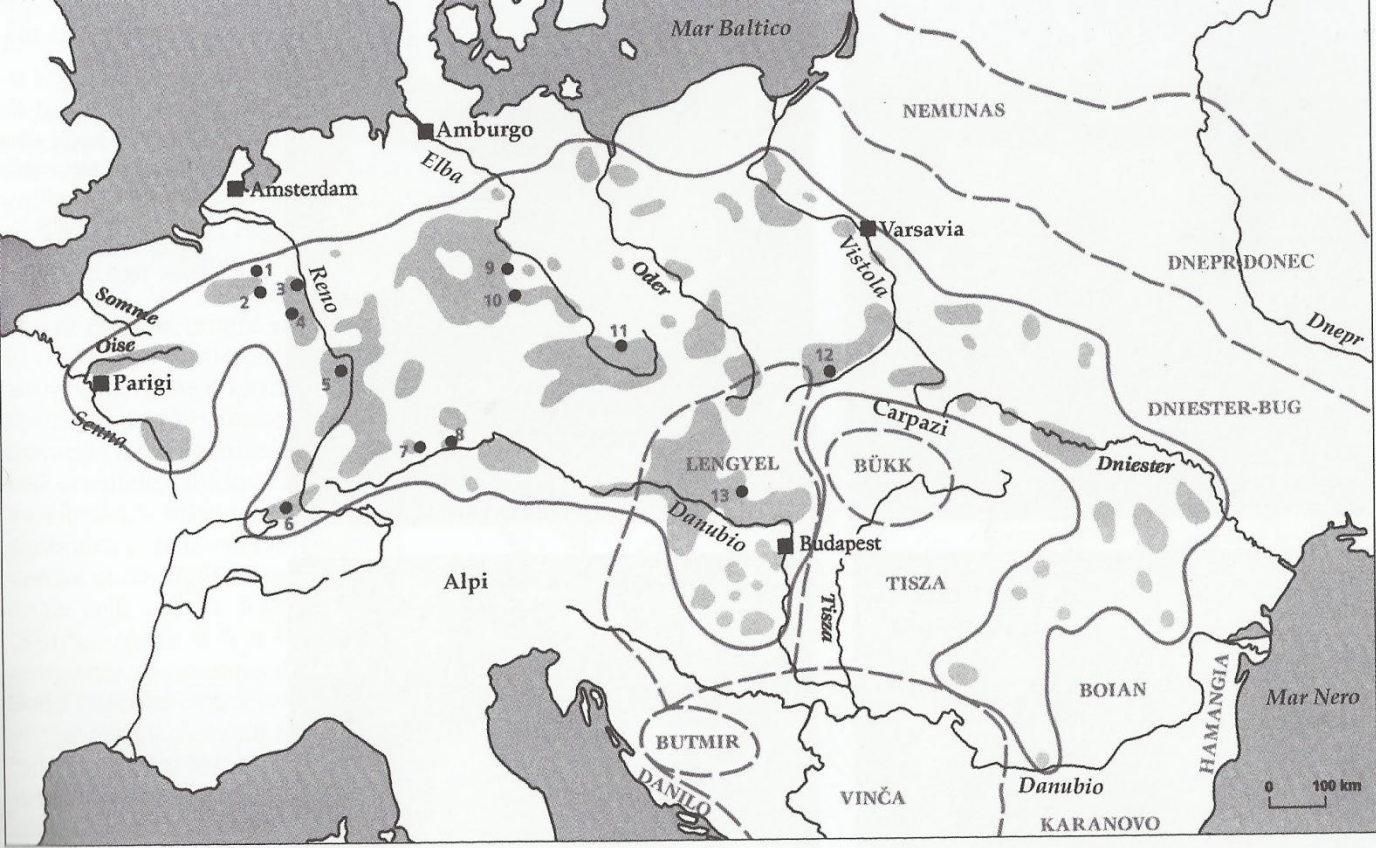 Mar Baltico
NEMUNAS
Amburgo
Elba
Amsterdam
Varsavia
Vistola
DNEPR-DONEC
Dnepr
Oder
Reno
1
2
3
4
9
10
11
12
Somme
Oise
Parigi
Senna
5
7
8
6
Carpazi
DNIESTER-BUG
Dniester
LENGYEL
13
BÜKK
Danubio
Budapest
TISZA
Tisza
Alpi
BOIAN
HAMANGIA
Mar Nero
BUTMIR
DANILO
VINČA
Danubio
KARANOVO
0 100 km